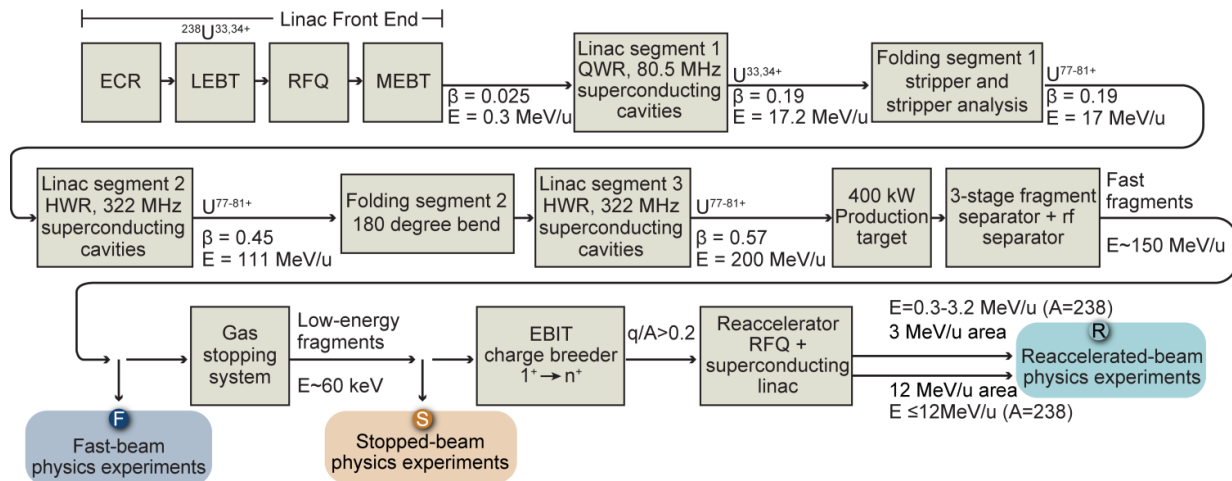 Linac Front End
²³⁸U³³,³⁴⁺
ECR
LEBT
RFQ
MEBT
β = 0.025
E = 0.3 MeV/u
Linac segment 1
QWR, 80.5 MHz
superconducting
cavities
U³³,³⁴⁺
β = 0.19
E = 17.2 MeV/u
Folding segment 1
stripper and
stripper analysis
U⁷⁷⁻⁸¹⁺
β = 0.19
E = 17 MeV/u
Linac segment 2
HWR, 322 MHz
superconducting
cavities
U⁷⁷⁻⁸¹⁺
β = 0.45
E = 111 MeV/u
Folding segment 2
180 degree bend
Linac segment 3
HWR, 322 MHz
superconducting
cavities
U⁷⁷⁻⁸¹⁺
β = 0.57
E = 200 MeV/u
400 kW
Production
target
3-stage fragment
separator + rf
separator
Fast
fragments
E~150 MeV/u
Gas
stopping
system
Low-energy
fragments
E~60 keV
EBIT
charge breeder
1⁺→n⁺
q/A>0.2
Reaccelerator
RFQ +
superconducting
linac
E=0.3-3.2 MeV/u (A=238)
3 MeV/u area
12 MeV/u area
E ≤12MeV/u (A=238)
R
Reaccelerated-beam
physics experiments
F
Fast-beam
physics experiments
S
Stopped-beam
physics experiments